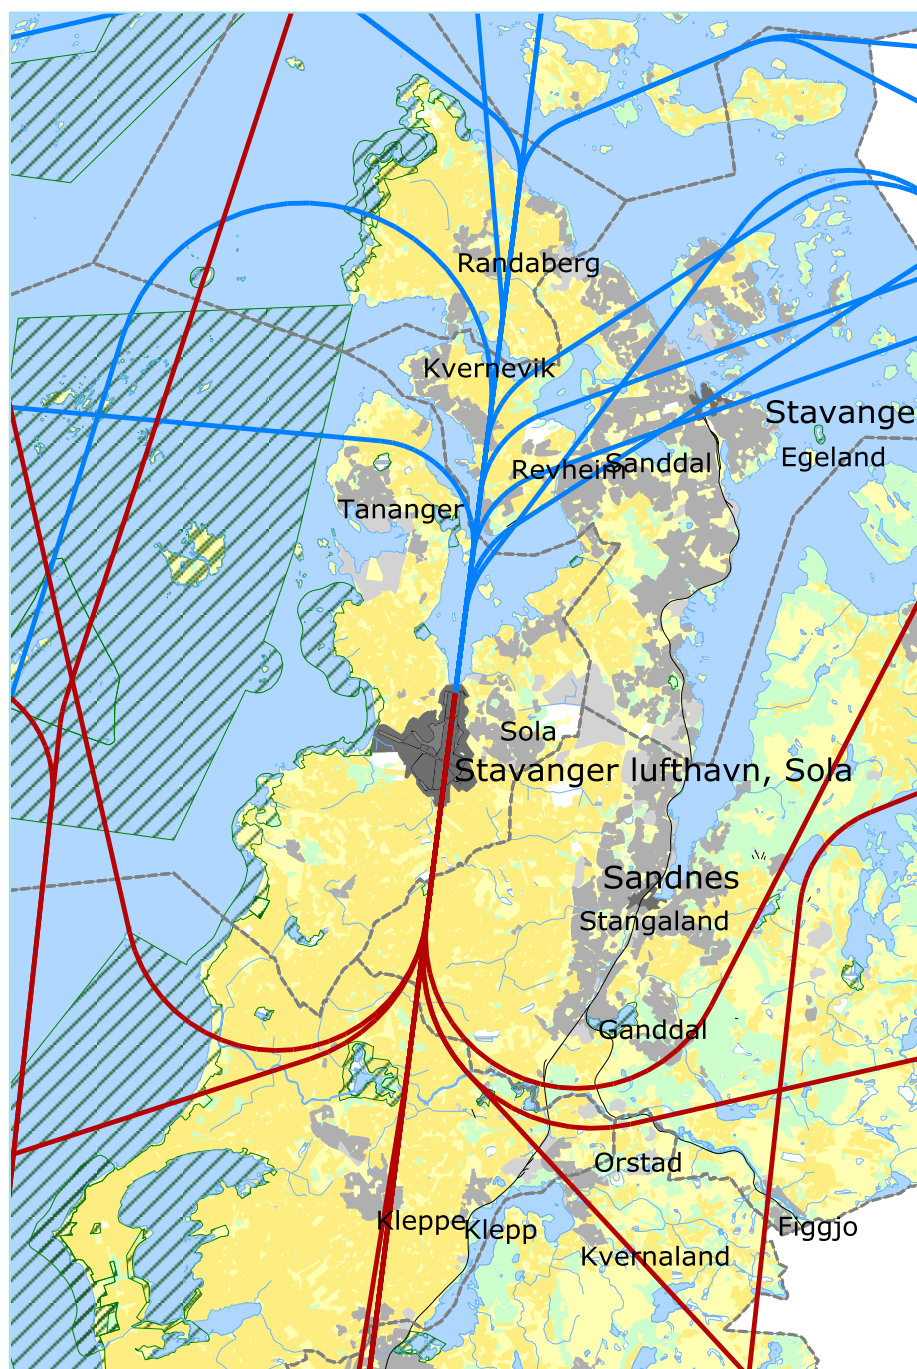 Randaberg
Kvernevik
Stavange
Egeland
Sanddal
Revheim
Tananger
Sola
Stavanger lufthavn, Sola
Sandnes
Stangaland
Ganddal
Orstad
Kleppe
Klepp
Figgjo
Kvernaland